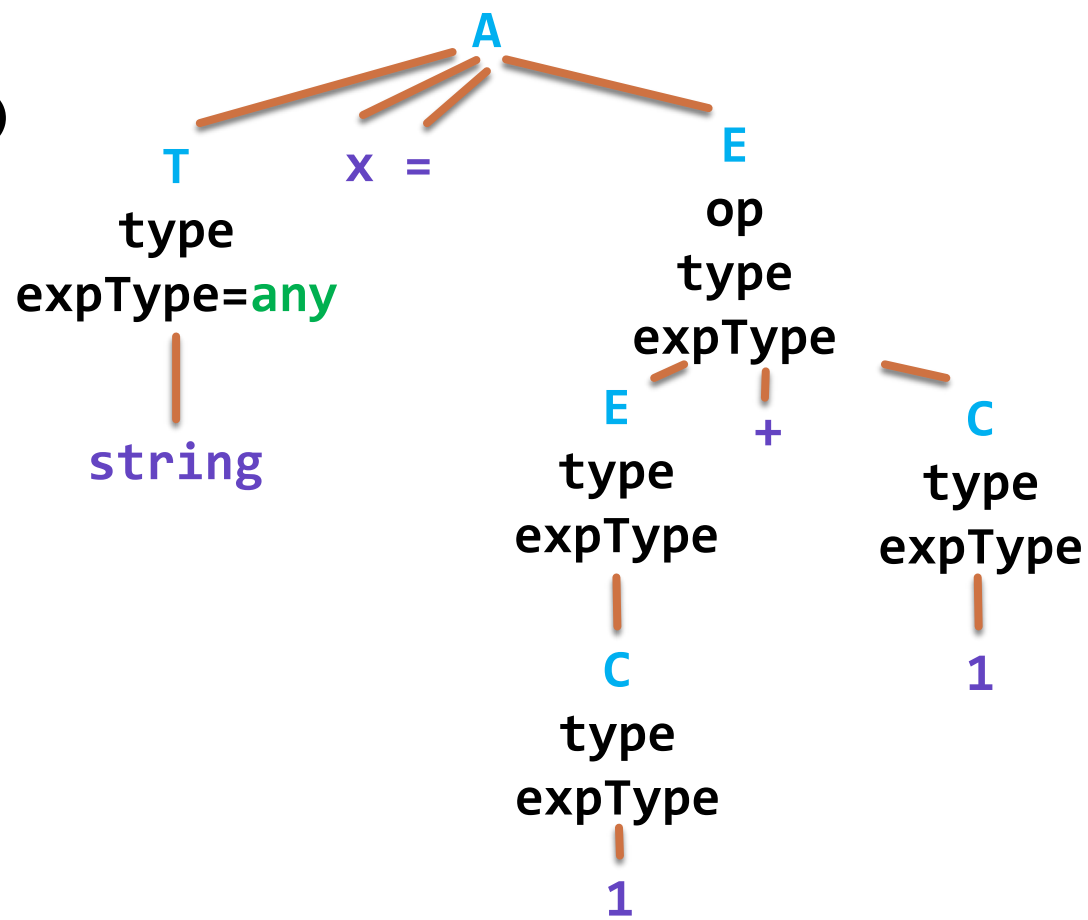 A
T
x =
E
type
expType=any
op
type
expType
string
E
+
C
type
expType
type
expType
C
type
expType
1
1